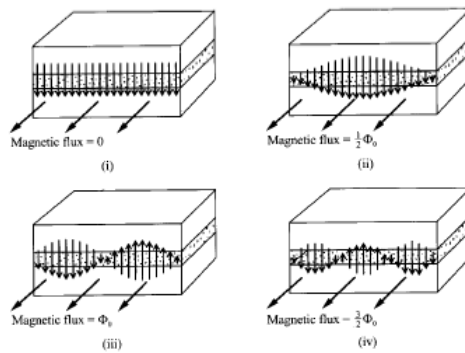 Magnetic flux = 0
(i)
Magnetic flux = ½Φ₀
(ii)
Magnetic flux = Φ₀
(iii)
Magnetic flux – 3/2Φ₀
(iv)